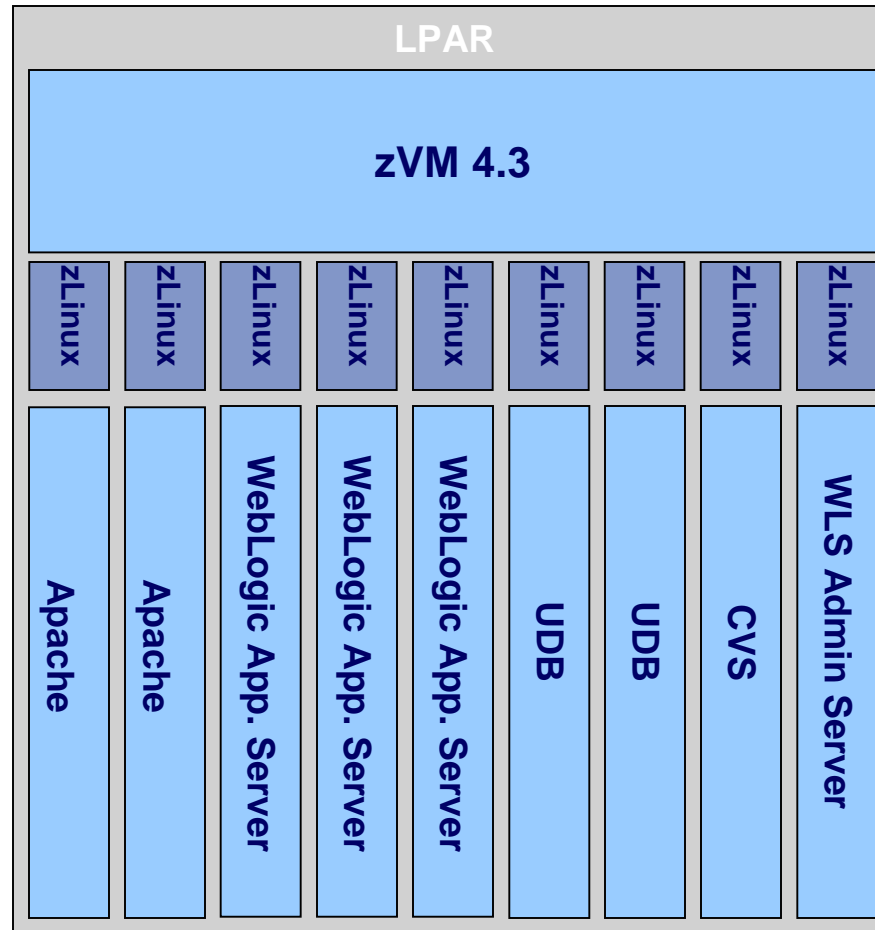 LPAR
zVM 4.3
zLinux
zLinux
zLinux
zLinux
zLinux
zLinux
zLinux
zLinux
zLinux
Apache
Apache
WebLogic App. Server
WebLogic App. Server
WebLogic App. Server
UDB
UDB
CVS
WLS Admin Server